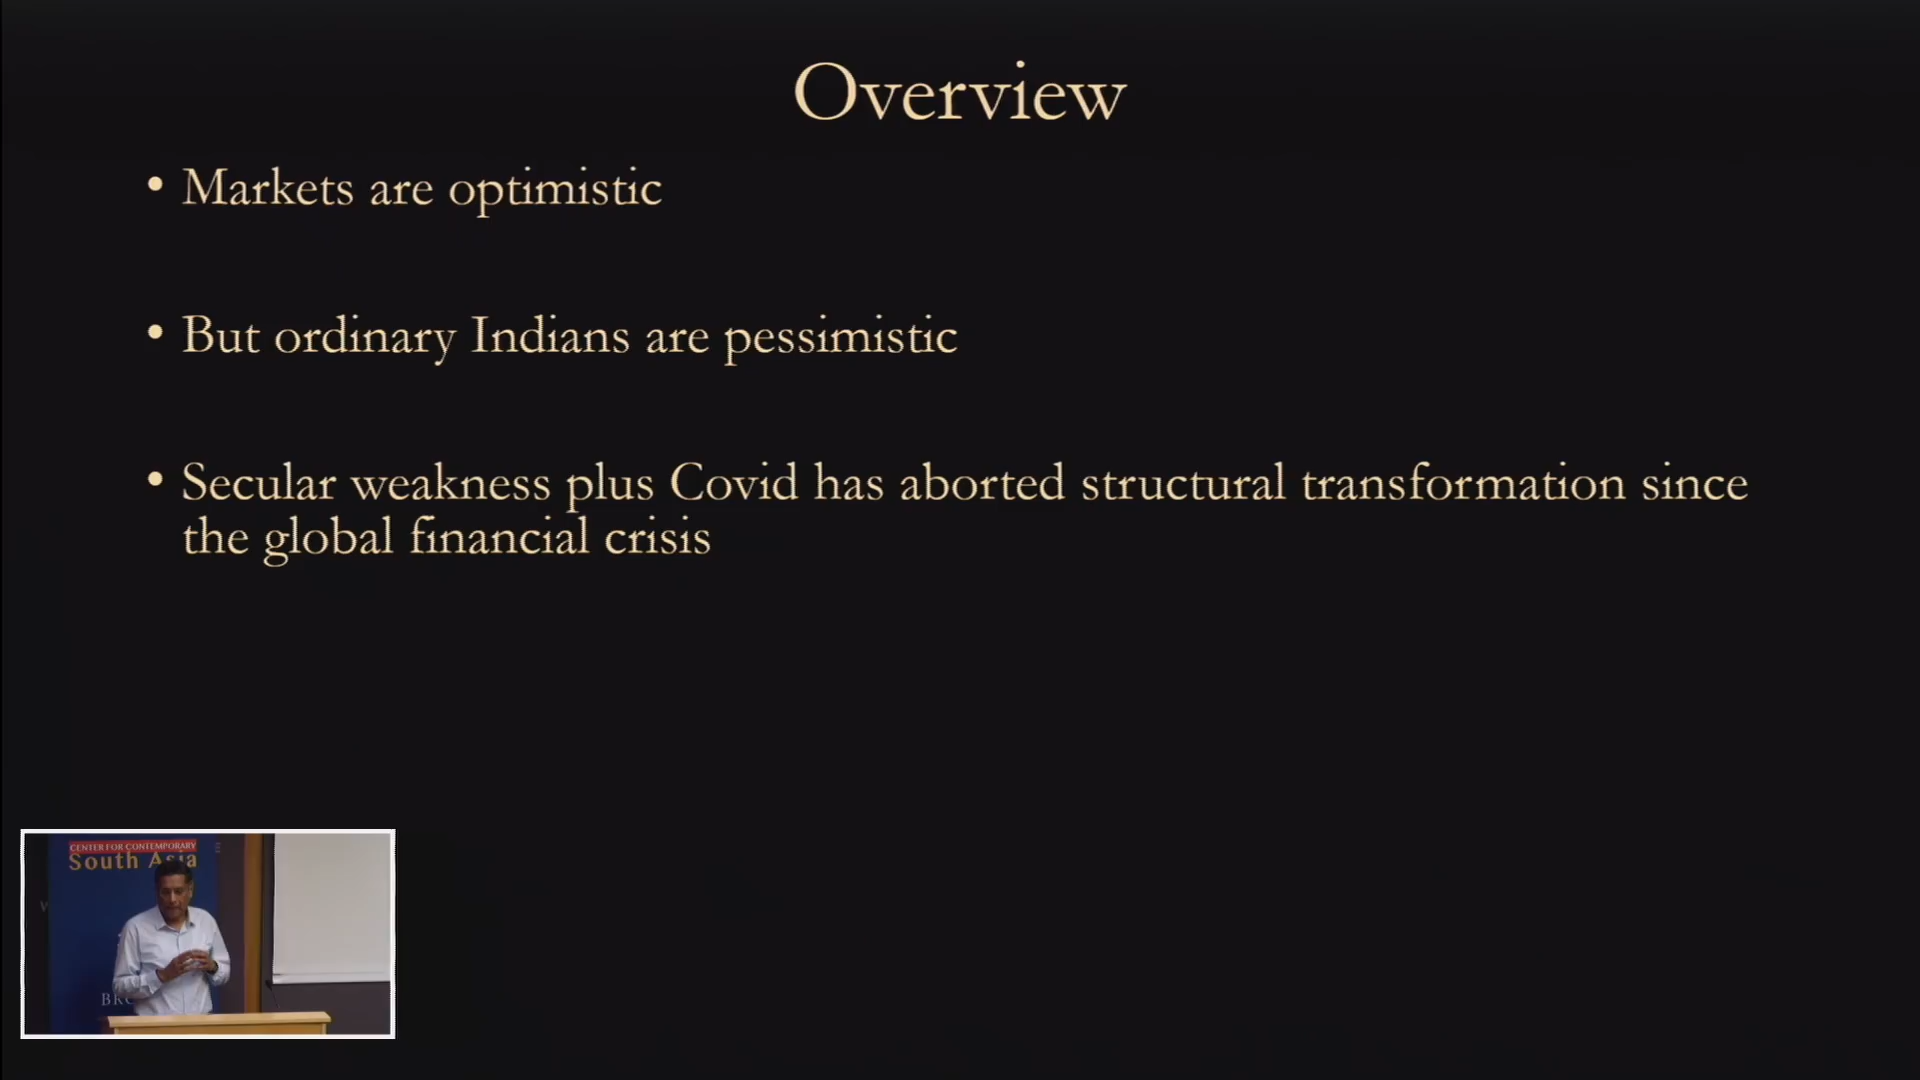 Overview
• Markets are optimistic
• But ordinary Indians are pessimistic
• Secular weakness plus Covid has aborted structural transformation since
the global financial crisis
CENTER FOR CONTEMPORARY
South Asia